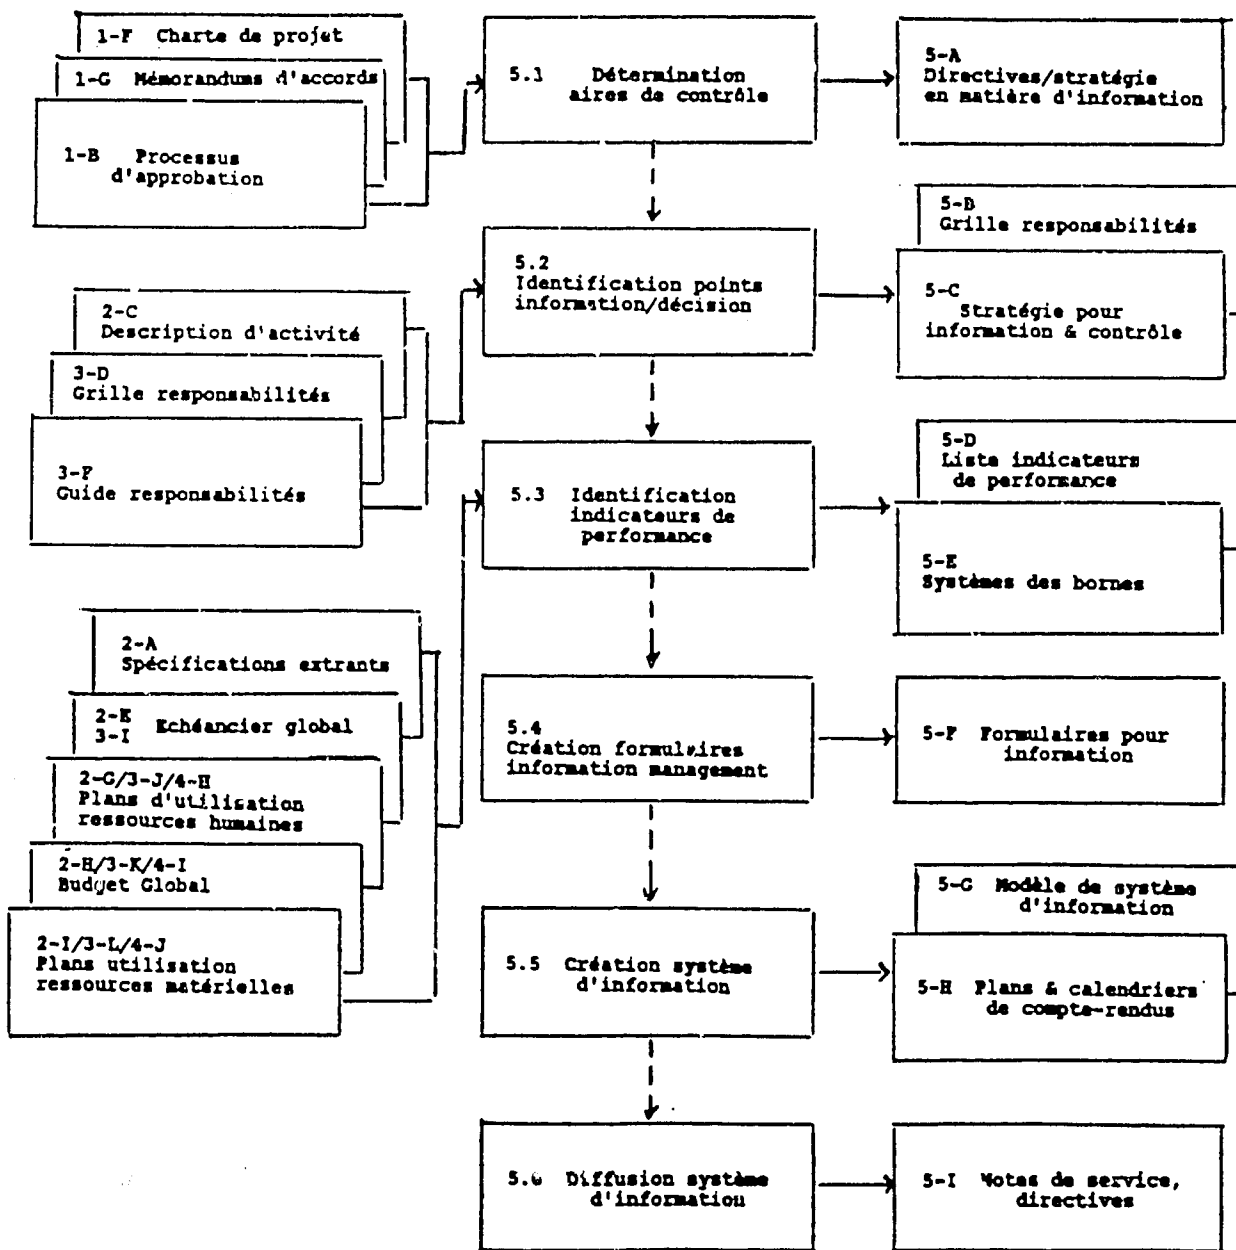 1-F Charte de projet
1-G Mémorandums d'accords
1-B Processus
d'approbation
5.1 Détermination
aires de contrôle
5-A
Directives/stratégie
en matière d'information
2-C
Description d'activité
3-D
Grille responsabilités
3-F
Guide responsabilités
5.2
Identification points
information/décision
5-B
Grille responsabilités
5-C
Stratégie pour
information & contrôle
5.3 Identification
indicateurs de
performance
5-D
Liste indicateurs
de performance
5-E
Systèmes des bornes
2-A
Spécifications extrants
2-E
3-I Echéancier global
2-G/3-J/4-H
Plans d'utilisation
ressources humaines
2-H/3-K/4-I
Budget Global
2-I/3-L/4-J
Plans utilisation
ressources matérielles
5.4
Création formulaires
information management
5-F Formulaires pour
information
5.5 Création système
d'information
5-G Modèle de système
d'information
5-H Plans & calendriers
de compte-rendus
5.6 Diffusion système
d'information
5-I Notes de service,
directives